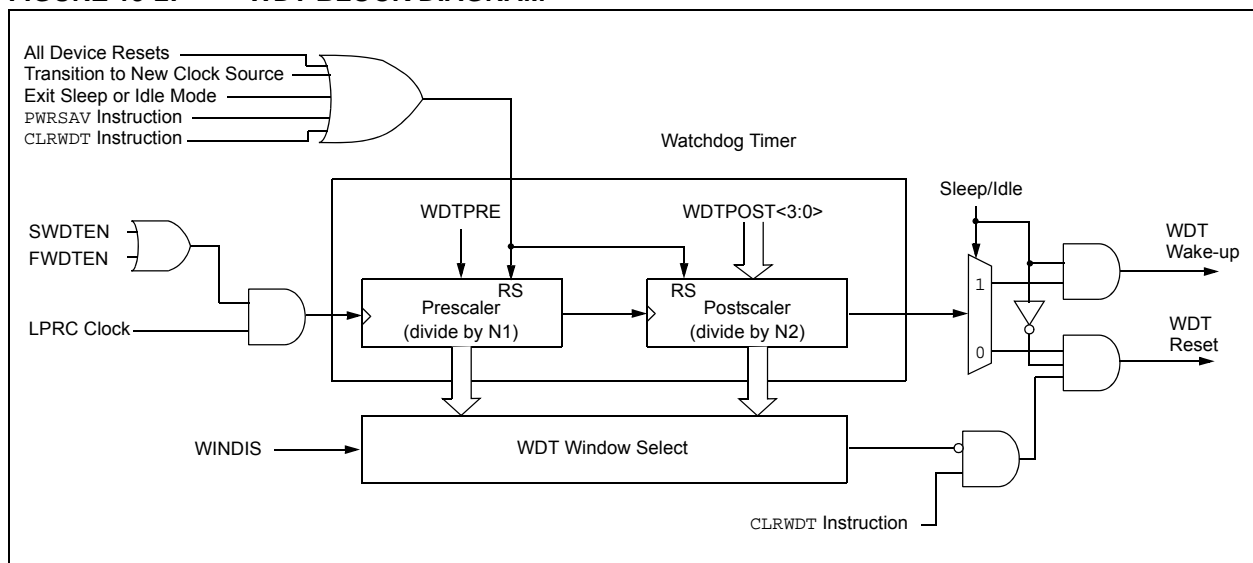 All Device Resets
Transition to New Clock Source
Exit Sleep or Idle Mode
PWRSAV Instruction
CLRWDT Instruction
Watchdog Timer
Sleep/Idle
WDTPRE
WDTPOST<3:0>
SWDTEN
FWDTEN
WDT
Wake-up
RS
RS
1
Prescaler
(divide by N1)
Postscaler
(divide by N2)
LPRC Clock
WDT
Reset
0
WINDIS
WDT Window Select
CLRWDT Instruction